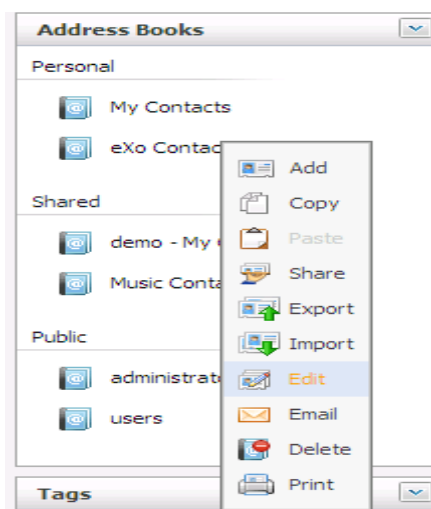 Address Books
Personal
My Contacts
eXo Contac
Shared
demo - My
Music Conta
Public
administrat
users
Tags
Add
Copy
Paste
Share
Export
Import
Edit
Email
Delete
Print